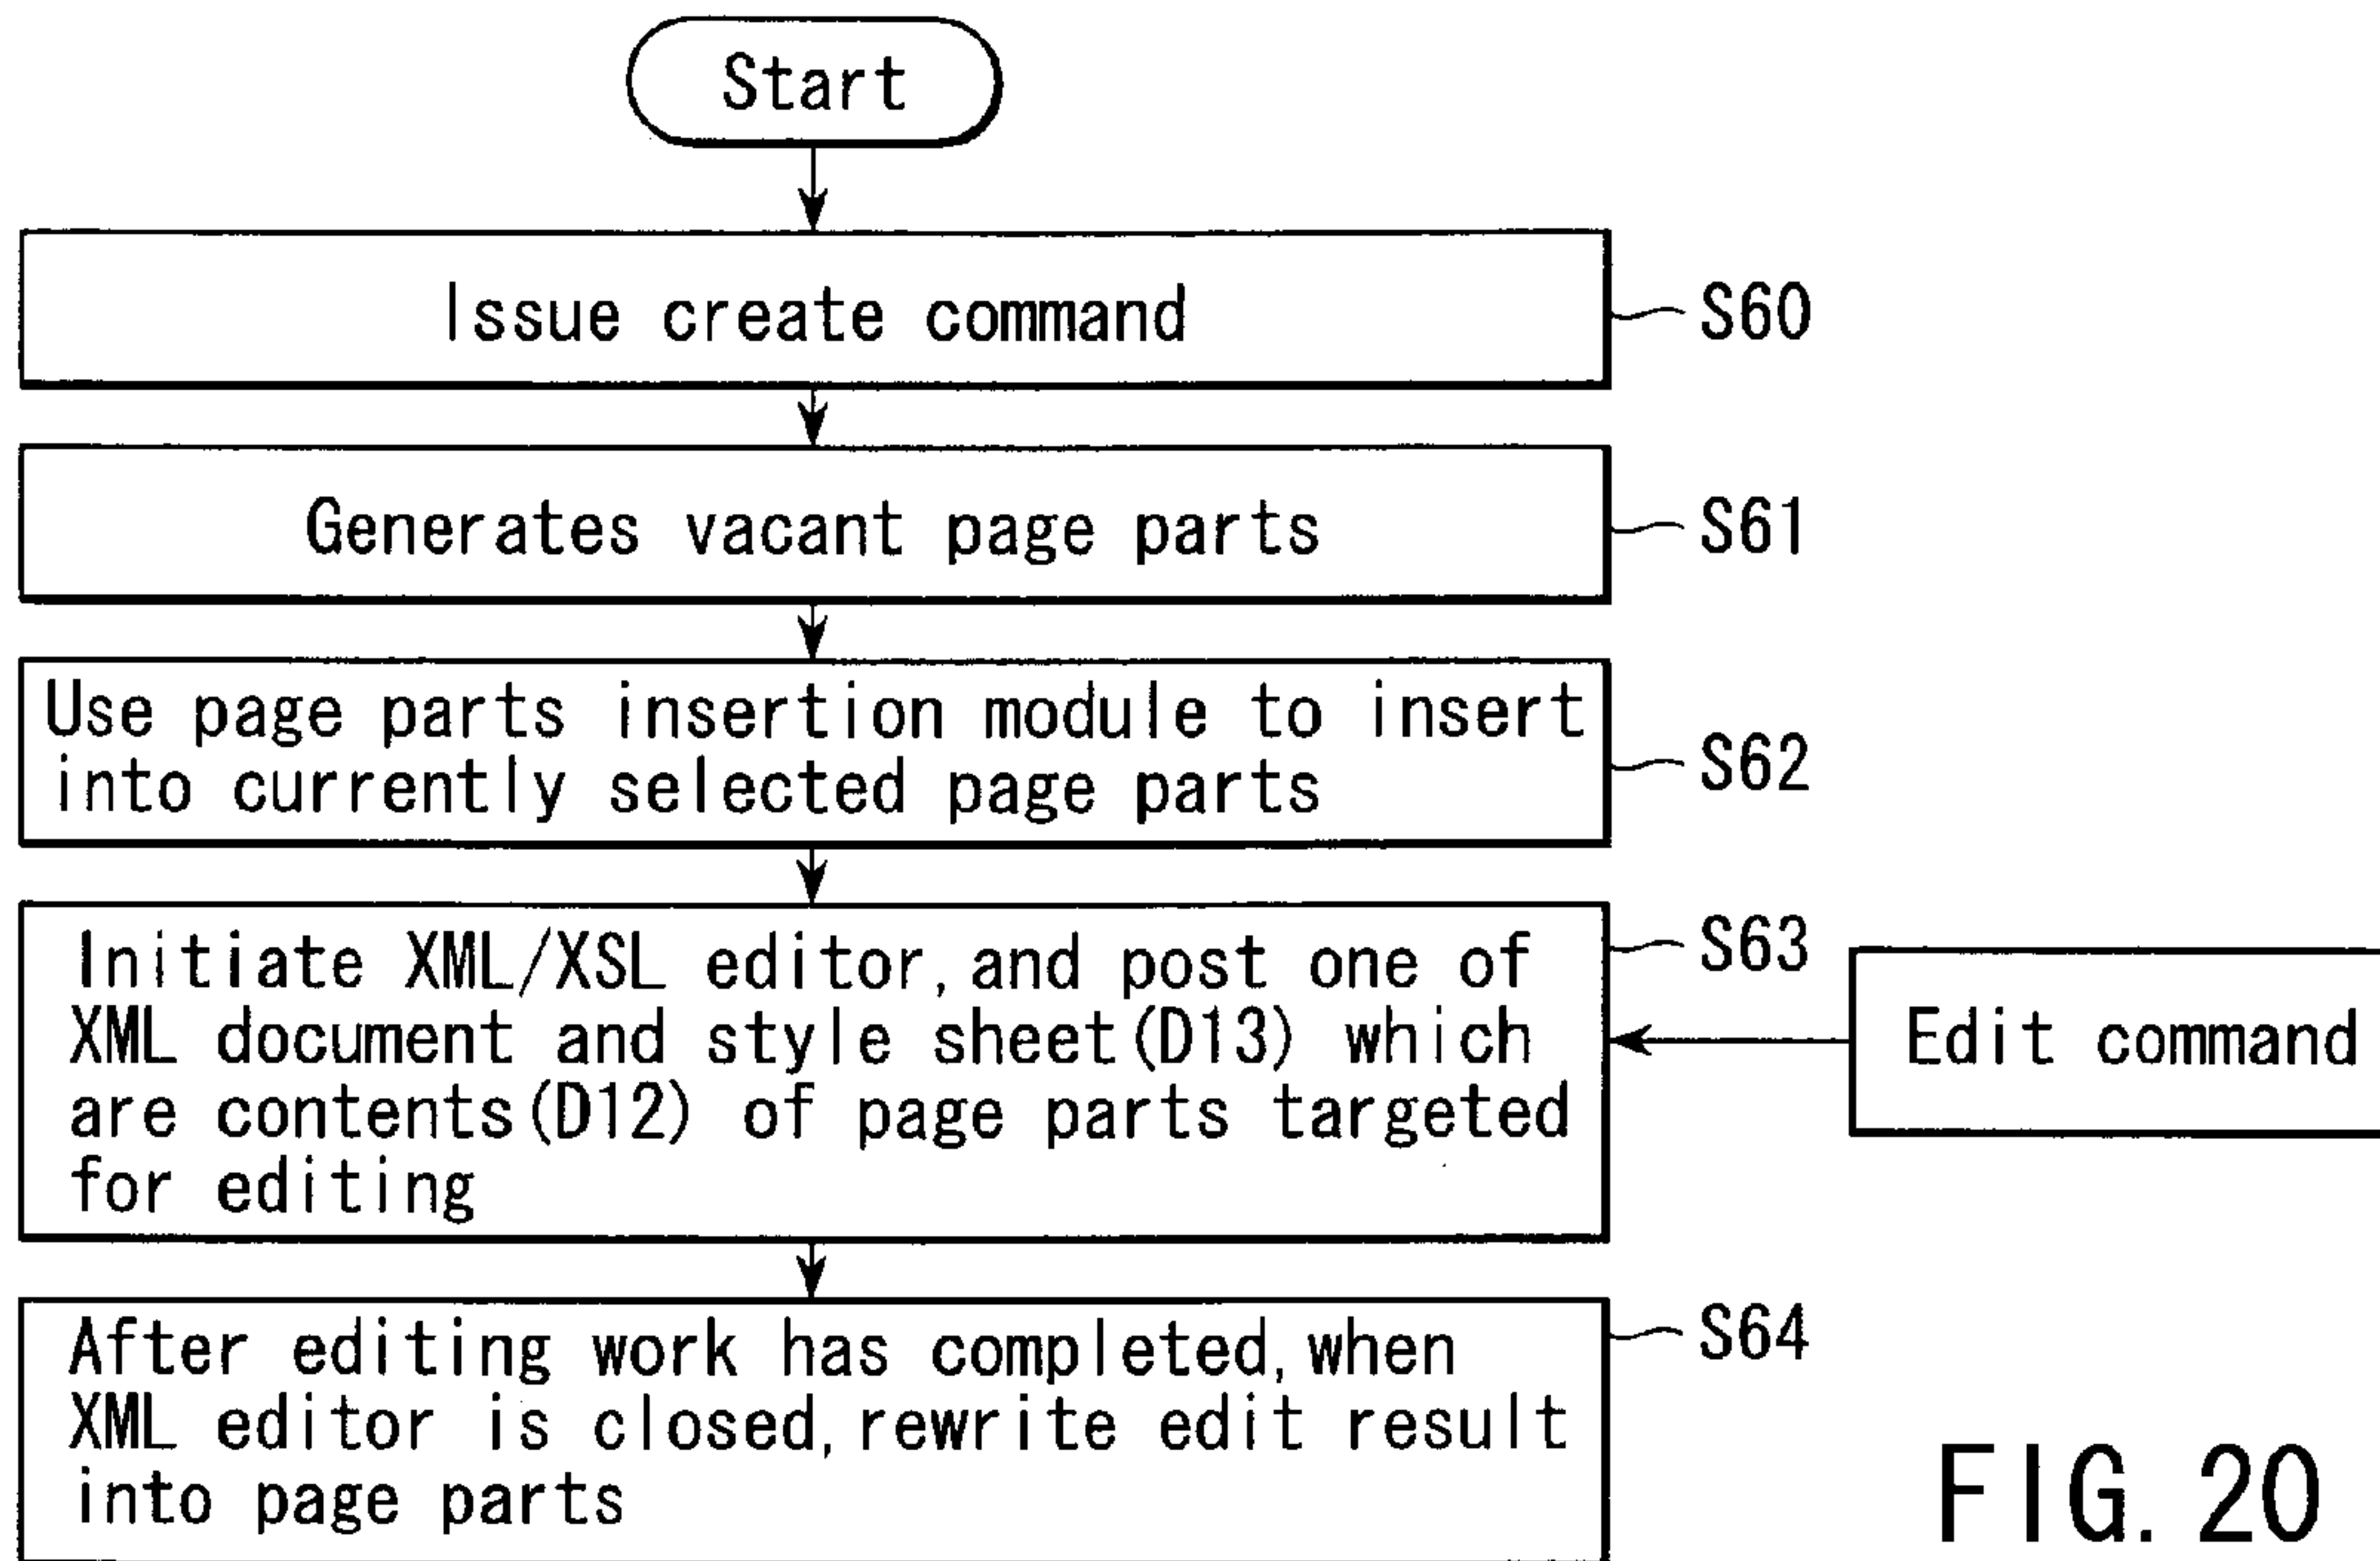 Start
Issue create command
S60
Generates vacant page parts
S61
Use page parts insertion module to insert
into currently selected page parts
S62
Initiate XML/XSL editor, and post one of
XML document and style sheet(D13) which
are contents(D12) of page parts targeted
for editing
S63
Edit command
After editing work has completed, when
XML editor is closed, rewrite edit result
into page parts
S64
FIG. 20